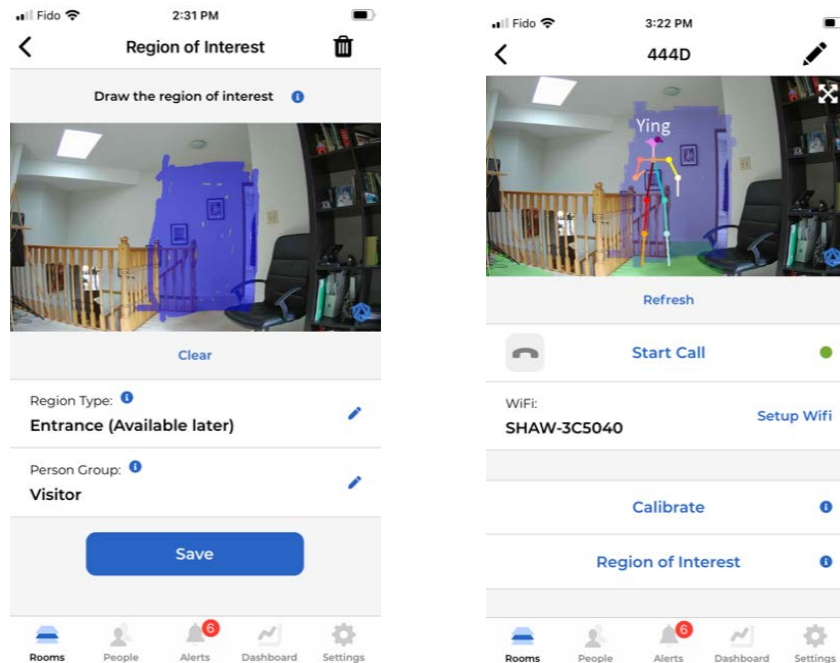 Fido
2:31 PM
Region of Interest
Draw the region of interest
Clear
Region Type:
Entrance (Available later)
Person Group:
Visitor
Save
6
Rooms
People
Alerts
Dashboard
Settings
Fido
3:22 PM
444D
Ying
Refresh
Start Call
WiFi:
SHAW-3C5040
Setup Wifi
Calibrate
Region of Interest
6
Rooms
People
Alerts
Dashboard
Settings